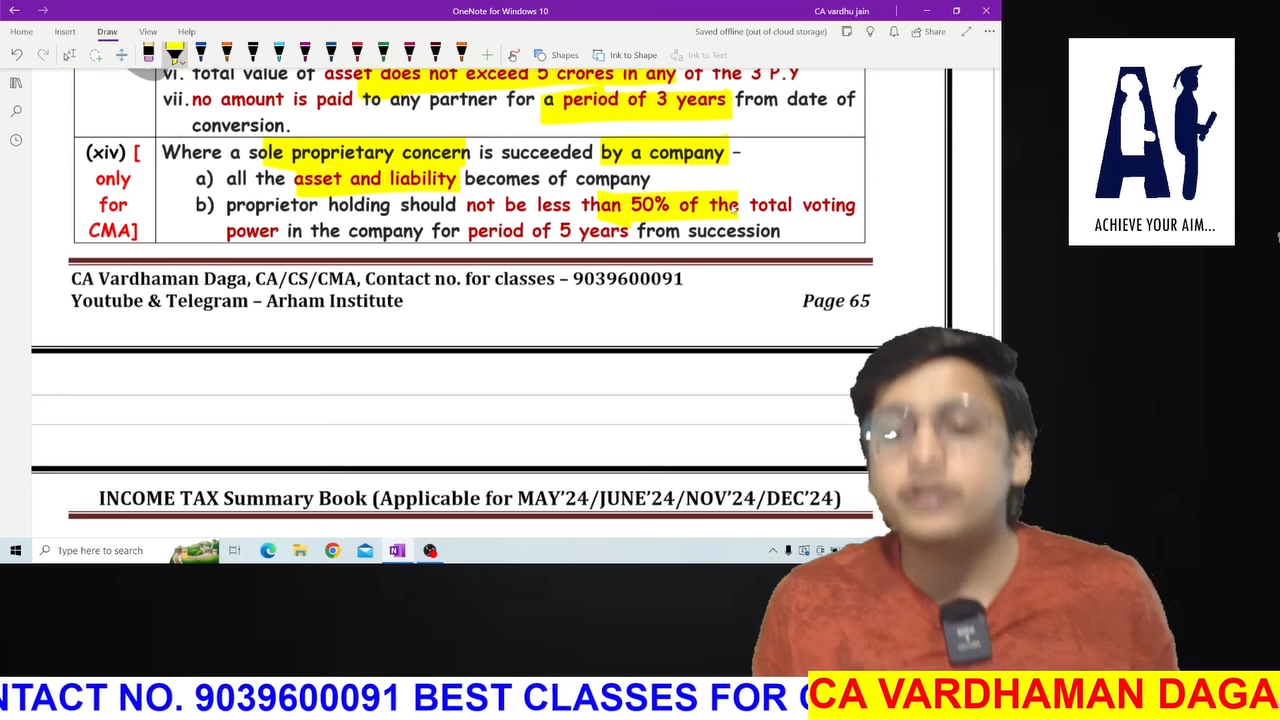 OneNote for Windows 10
CA vardhu jain
Home Insert Draw View Help
Saved offline (out of cloud storage)
Share
Shapes
Ink to Shape
Ink to Text
vi. total value of asset does not exceed 5 crores in any of the 3 P.Y
vii. no amount is paid to any partner for a period of 3 years from date of
conversion.
(xiv) [
only
for
CMA]
Where a sole proprietary concern is succeeded by a company –
a) all the asset and liability becomes of company
b) proprietor holding should not be less than 50% of the total voting
power in the company for period of 5 years from succession
CA Vardhaman Daga, CA/CS/CMA, Contact no. for classes – 9039600091
Youtube & Telegram – Arham Institute
Page 65
INCOME TAX Summary Book (Applicable for MAY'24/JUNE'24/NOV'24/DEC'24)
Type here to search
ACHIEVE YOUR AIM...
NTACT NO. 9039600091 BEST CLASSES FOR
CA VARDHAMAN DAGA